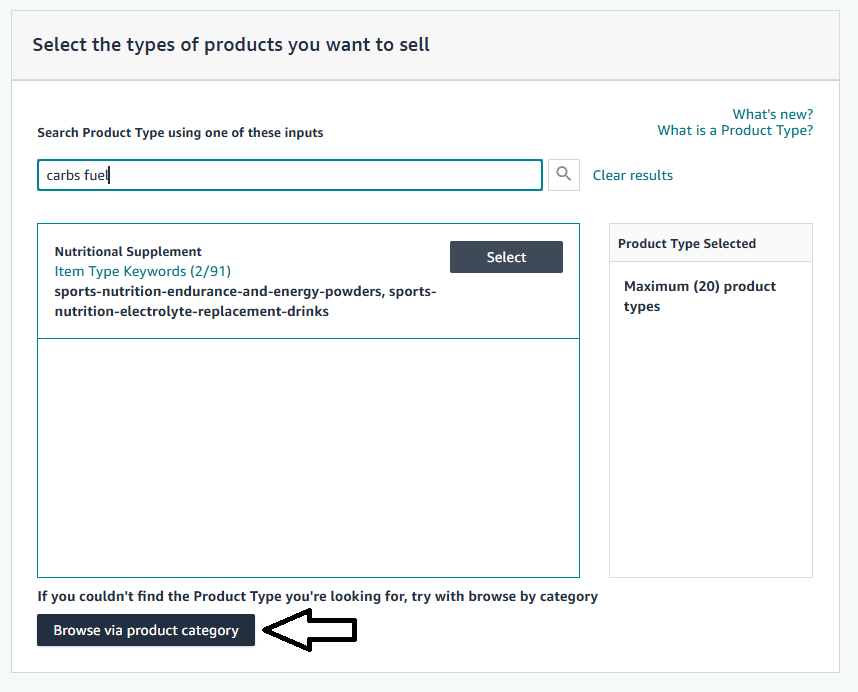 Select the types of products you want to sell
What's new?
What is a Product Type?
Search Product Type using one of these inputs
carbs fuel
Clear results
Nutritional Supplement
Item Type Keywords (2/91)
sports-nutrition-endurance-and-energy-powders, sports-
nutrition-electrolyte-replacement-drinks
Select
Product Type Selected
Maximum (20) product
types
If you couldn't find the Product Type you're looking for, try with browse by category
Browse via product category